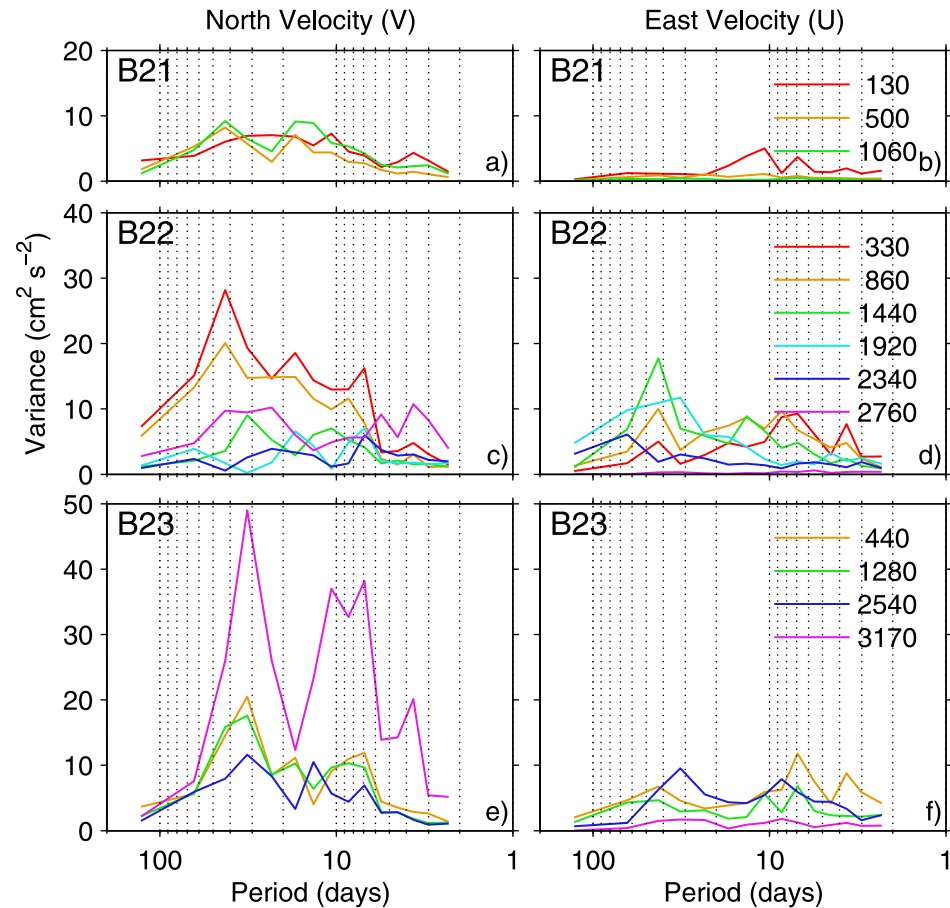 North Velocity (V)
East Velocity (U)
Variance (cm² s⁻²)
20
10
0
B21
a)
B21
130
500
1060
b)
40
30
20
10
0
B22
c)
B22
330
860
1440
1920
2340
2760
d)
50
40
30
20
10
0
B23
e)
B23
440
1280
2540
3170
f)
100
10
1
100
10
1
Period (days)
Period (days)